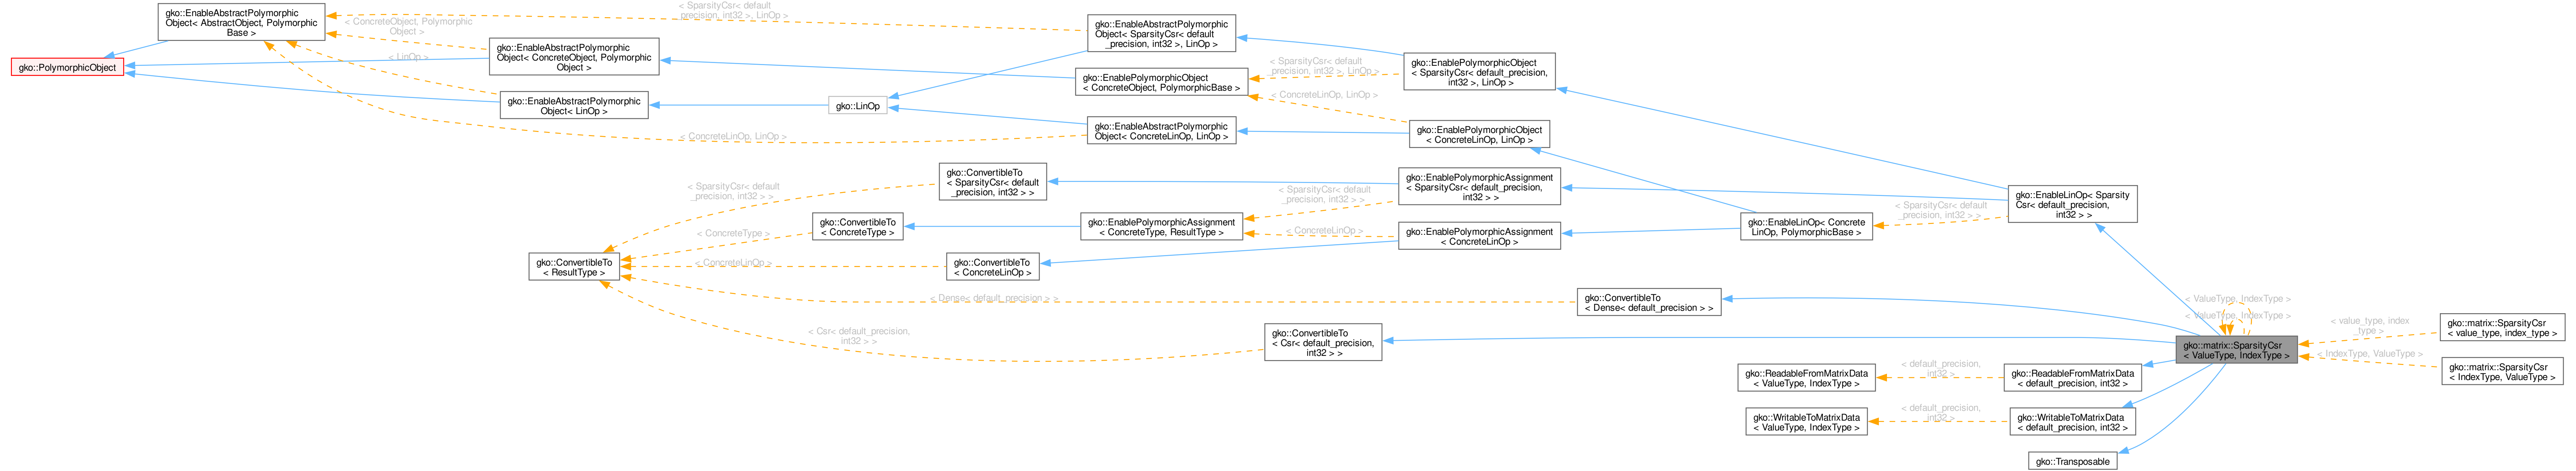 gko::EnableAbstractPolymorphic
Object< AbstractObject, Polymorphic
Base >
gko::PolymorphicObject
< ConcreteObject, Polymorphic
Object >
gko::EnableAbstractPolymorphic
Object< ConcreteObject, Polymorphic
Object >
< LinOp >
gko::EnableAbstractPolymorphic
Object< LinOp >
< SparsityCsr< default
_precision, int32 >, LinOp >
gko::EnableAbstractPolymorphic
Object< SparsityCsr< default
_precision, int32 >, LinOp >
gko::EnablePolymorphicObject
< ConcreteObject, PolymorphicBase >
gko::LinOp
< ConcreteLinOp, LinOp >
gko::EnableAbstractPolymorphic
Object< ConcreteLinOp, LinOp >
< SparsityCsr< default
_precision, int32 >, LinOp >
< ConcreteLinOp, LinOp >
gko::EnablePolymorphicObject
< SparsityCsr< default_precision,
int32 >, LinOp >
gko::EnablePolymorphicObject
< ConcreteLinOp, LinOp >
gko::ConvertibleTo
< SparsityCsr< default
_precision, int32 > >
< SparsityCsr< default
_precision, int32 > >
gko::ConvertibleTo
< ConcreteType >
< ConcreteType >
gko::ConvertibleTo
< ResultType >
< ConcreteLinOp >
gko::ConvertibleTo
< ConcreteLinOp >
gko::EnablePolymorphicAssignment
< ConcreteType, ResultType >
< SparsityCsr< default
_precision, int32 > >
< ConcreteLinOp >
gko::EnablePolymorphicAssignment
< SparsityCsr< default_precision,
int32 > >
gko::EnablePolymorphicAssignment
< ConcreteLinOp >
gko::EnableLinOp< Concrete
LinOp, PolymorphicBase >
< SparsityCsr< default
_precision, int32 > >
gko::EnableLinOp< Sparsity
Csr< default_precision,
int32 > >
< Dense< default_precision > >
gko::ConvertibleTo
< Dense< default_precision > >
< Csr< default_precision,
int32 > >
gko::ConvertibleTo
< Csr< default_precision,
int32 > >
gko::ReadableFromMatrixData
< ValueType, IndexType >
< default_precision,
int32 >
gko::ReadableFromMatrixData
< default_precision, int32 >
gko::WritableToMatrixData
< ValueType, IndexType >
< default_precision,
int32 >
gko::WritableToMatrixData
< default_precision, int32 >
gko::Transposable
< ValueType, IndexType >
< ValueType, IndexType >
gko::matrix::SparsityCsr
< ValueType, IndexType >
< value_type, index
_type >
gko::matrix::SparsityCsr
< value_type, index_type >
< IndexType, ValueType >
gko::matrix::SparsityCsr
< IndexType, ValueType >